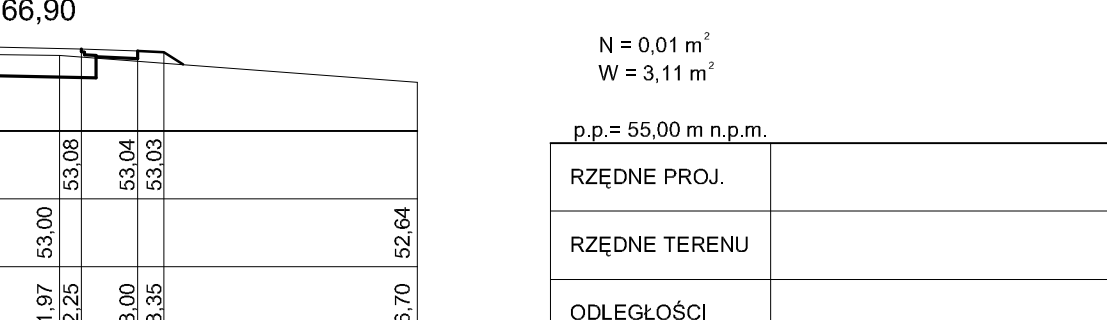 66,90
53,08
53,04
53,03
53,00
52,64
N = 0,01 m²
W = 3,11 m²
p.p.= 55,00 m n.p.m.
RZĘDNE PROJ.
RZĘDNE TERENU
ODLEGŁOŚCI